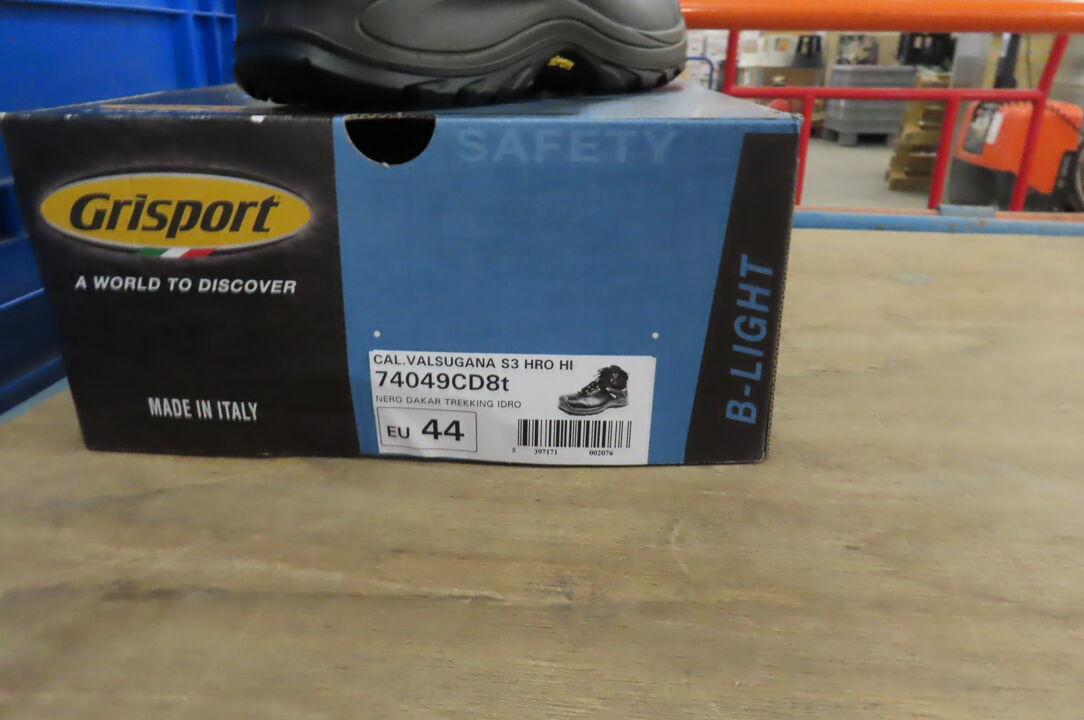 SAFETY
Grisport
A WORLD TO DISCOVER
MADE IN ITALY
CAL.VALSUGANA S3 HRO HI
74049CD8t
NERO DAKAR TREKKING IDRO
EU 44
5 397171 002076
B-LIGHT